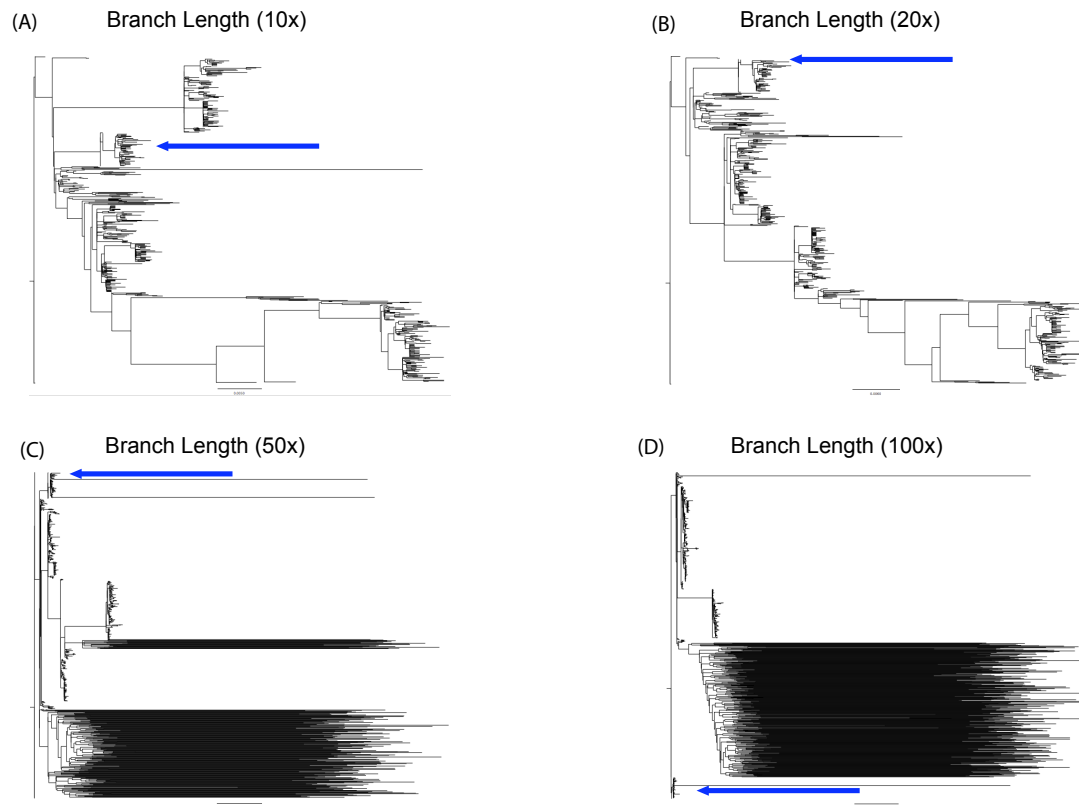 (A) Branch Length (10x)
(B) Branch Length (20x)
(C) Branch Length (50x)
(D) Branch Length (100x)